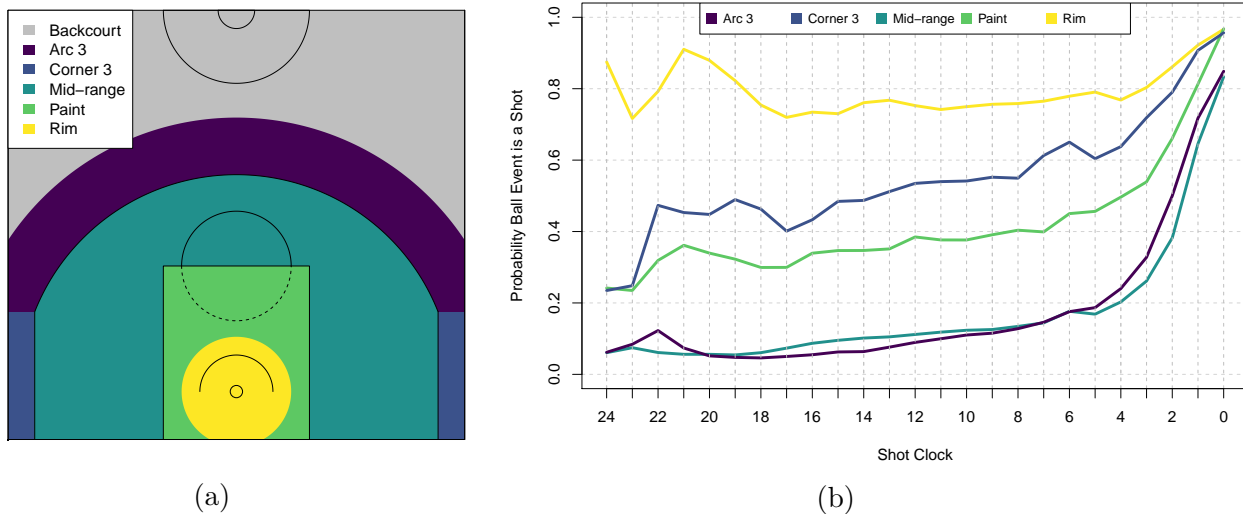 Backcourt
Arc 3
Corner 3
Mid−range
Paint
Rim
(a)
Arc 3 Corner 3 Mid−range Paint Rim
Probability Ball Event is a Shot
1.0
0.8
0.6
0.4
0.2
0.0
24 22 20 18 16 14 12 10 8 6 4 2 0
Shot Clock
(b)